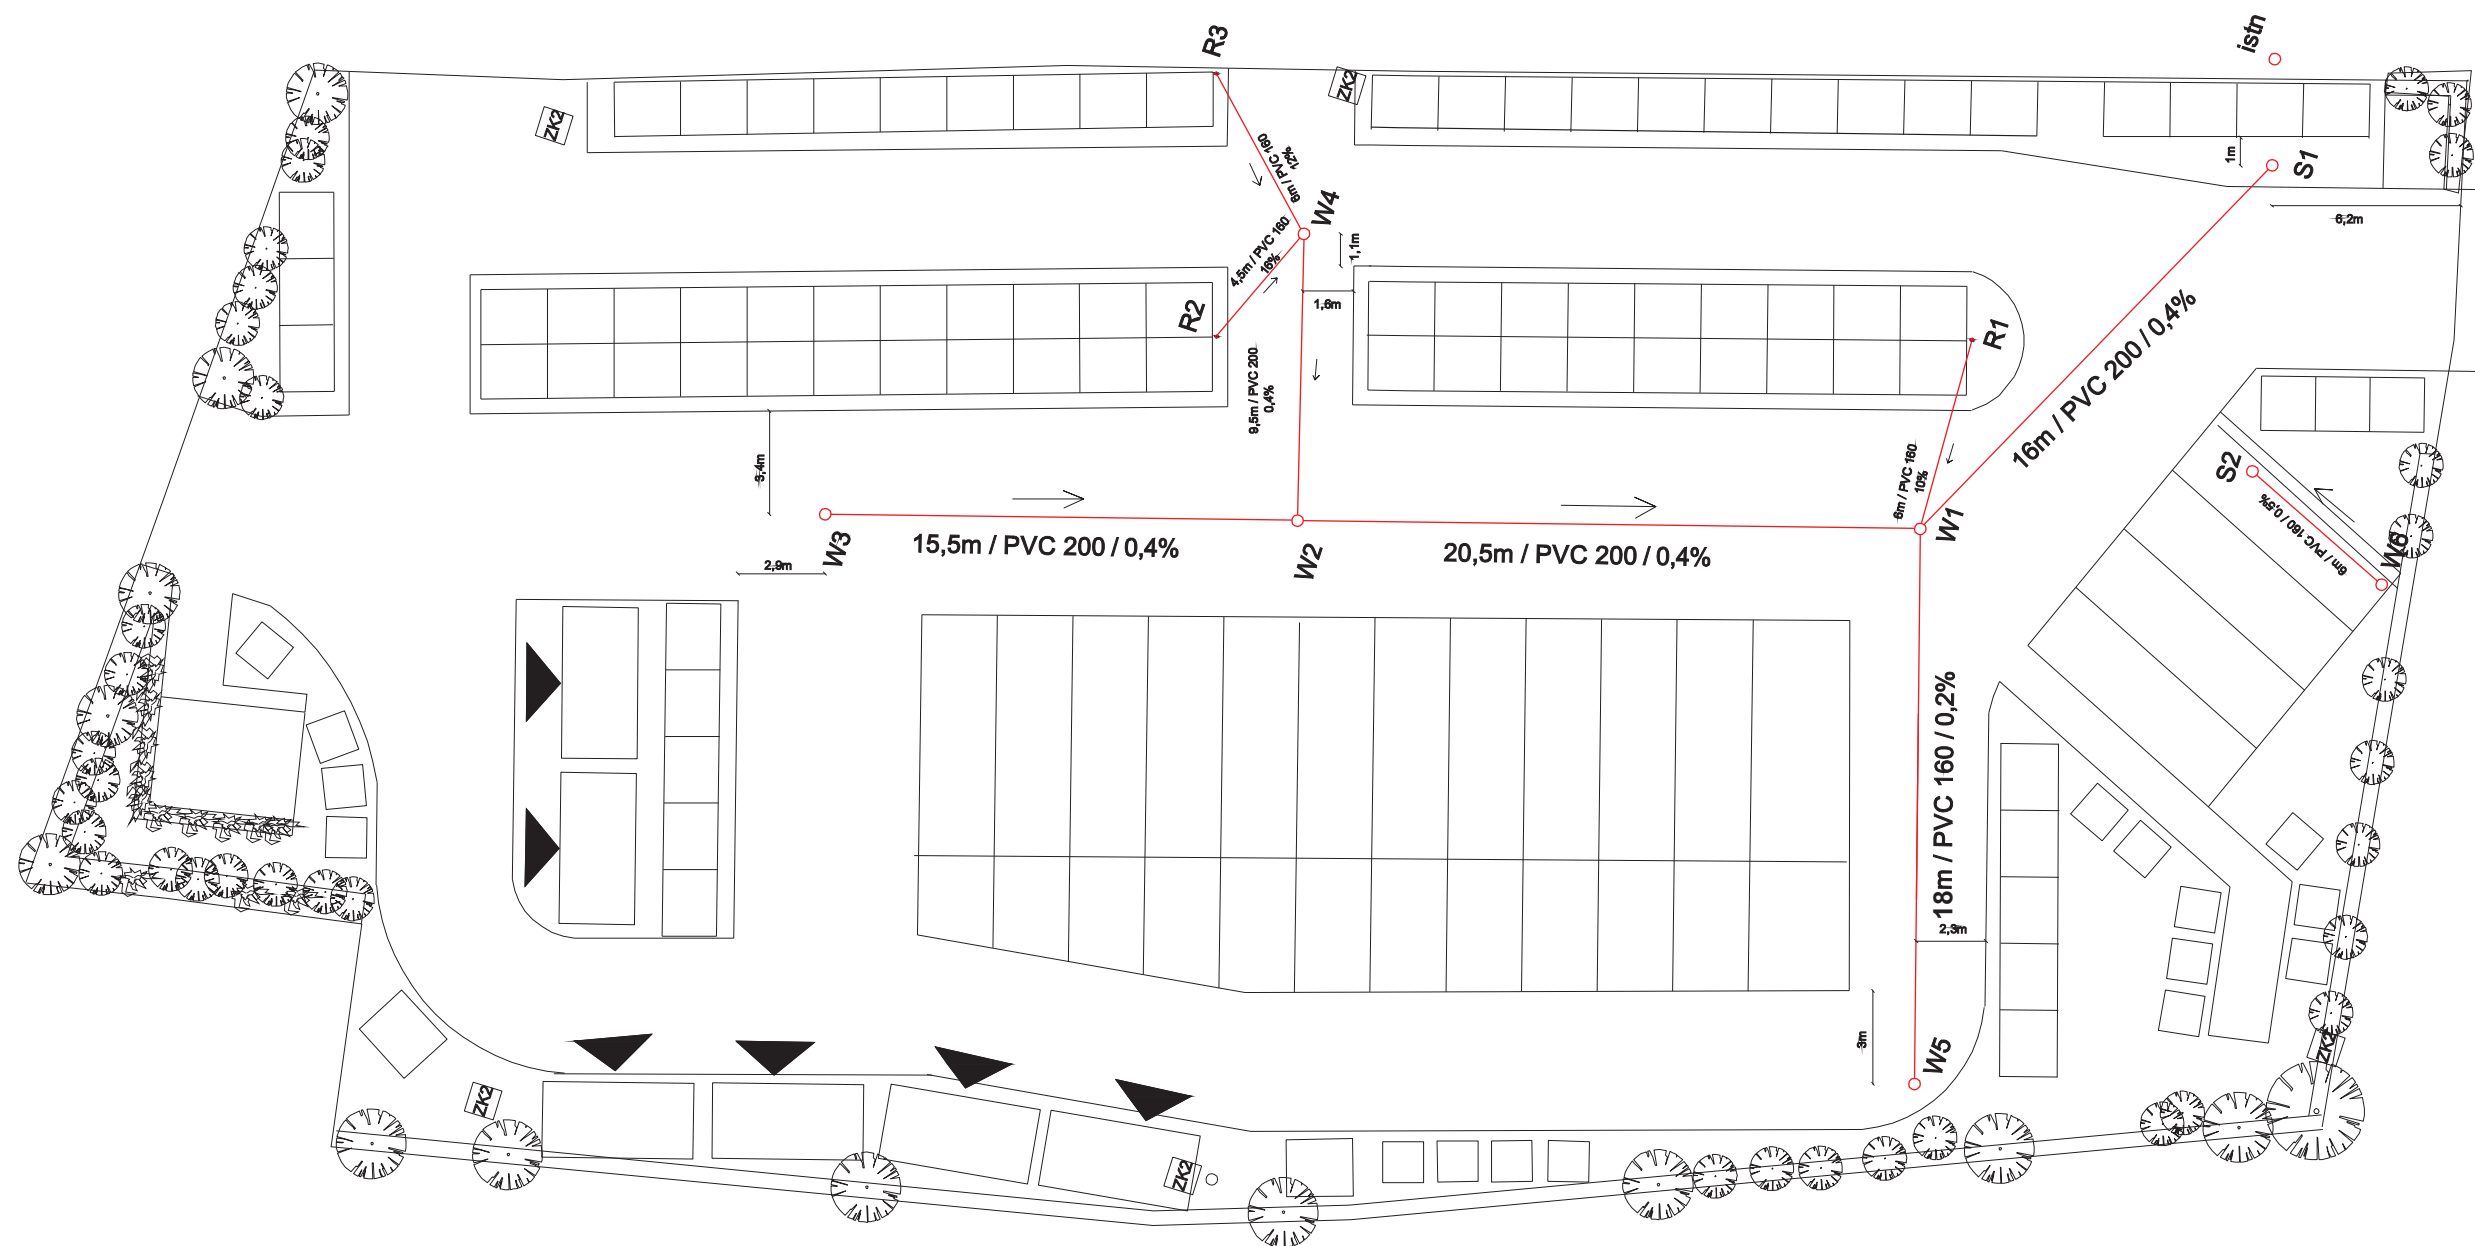 istn
R3
ZK2
ZK2
6m / PVC 160
12%
1m
S1
W4
6,2m
4,5m / PVC 160
16%
1,1m
1,6m
R2
R1
9,5m / PVC 200
0,4%
16m / PVC 200 / 0,4%
3,4m
6m / PVC 160
10%
S2
6m / PVC 160 / 0,5%
W6
W3
15,5m / PVC 200 / 0,4%
W2
20,5m / PVC 200 / 0,4%
W1
2,9m
18m / PVC 160 / 0,2%
2,3m
3m
W5
ZK2
ZK2
ZK2